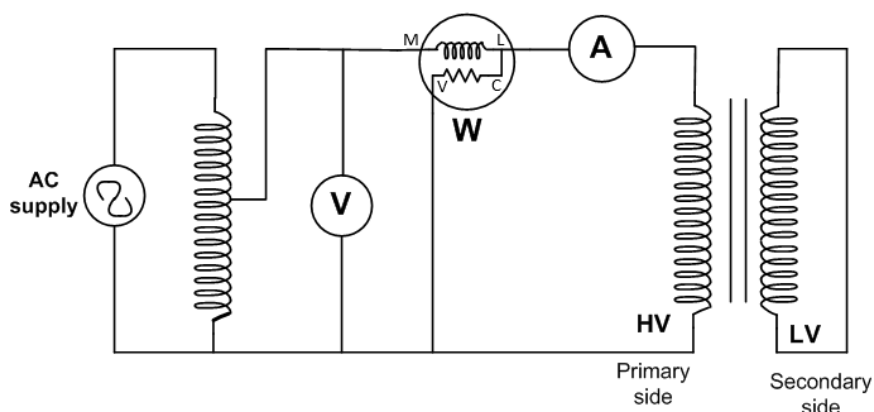 M
L
V
C
W
A
AC
supply
V
HV
LV
Primary
side
Secondary
side